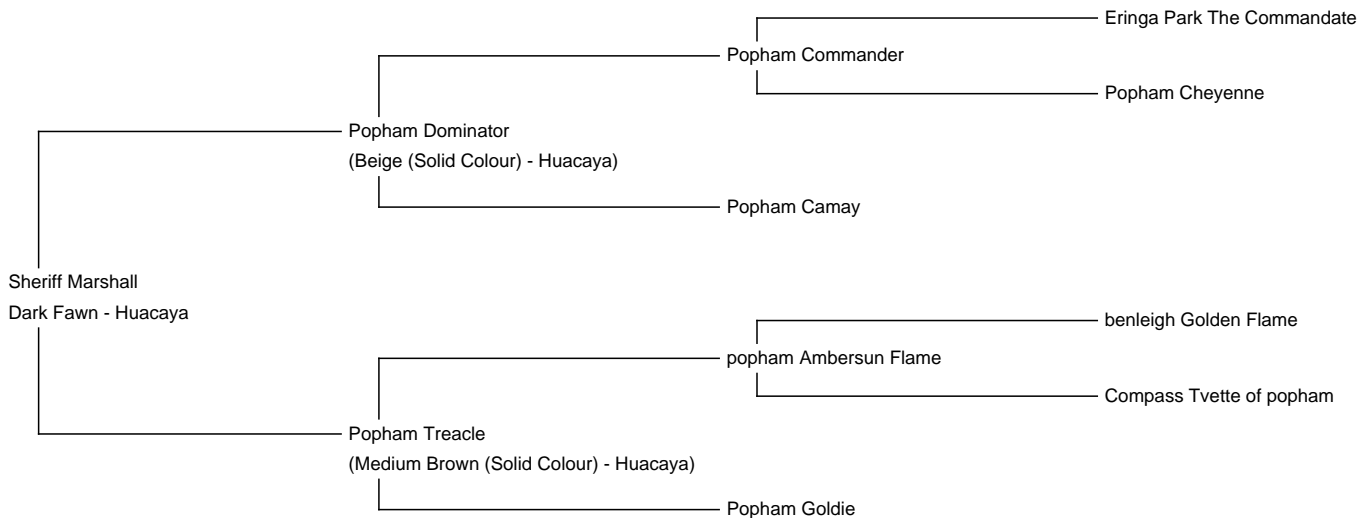 Eringa Park The Commandate
Popham Commander
Popham Cheyenne
Popham Dominator
(Beige (Solid Colour) - Huacaya)
Popham Camay
Sheriff Marshall
Dark Fawn - Huacaya
benleigh Golden Flame
popham Ambersun Flame
Compass Tvette of popham
Popham Treacle
(Medium Brown (Solid Colour) - Huacaya)
Popham Goldie